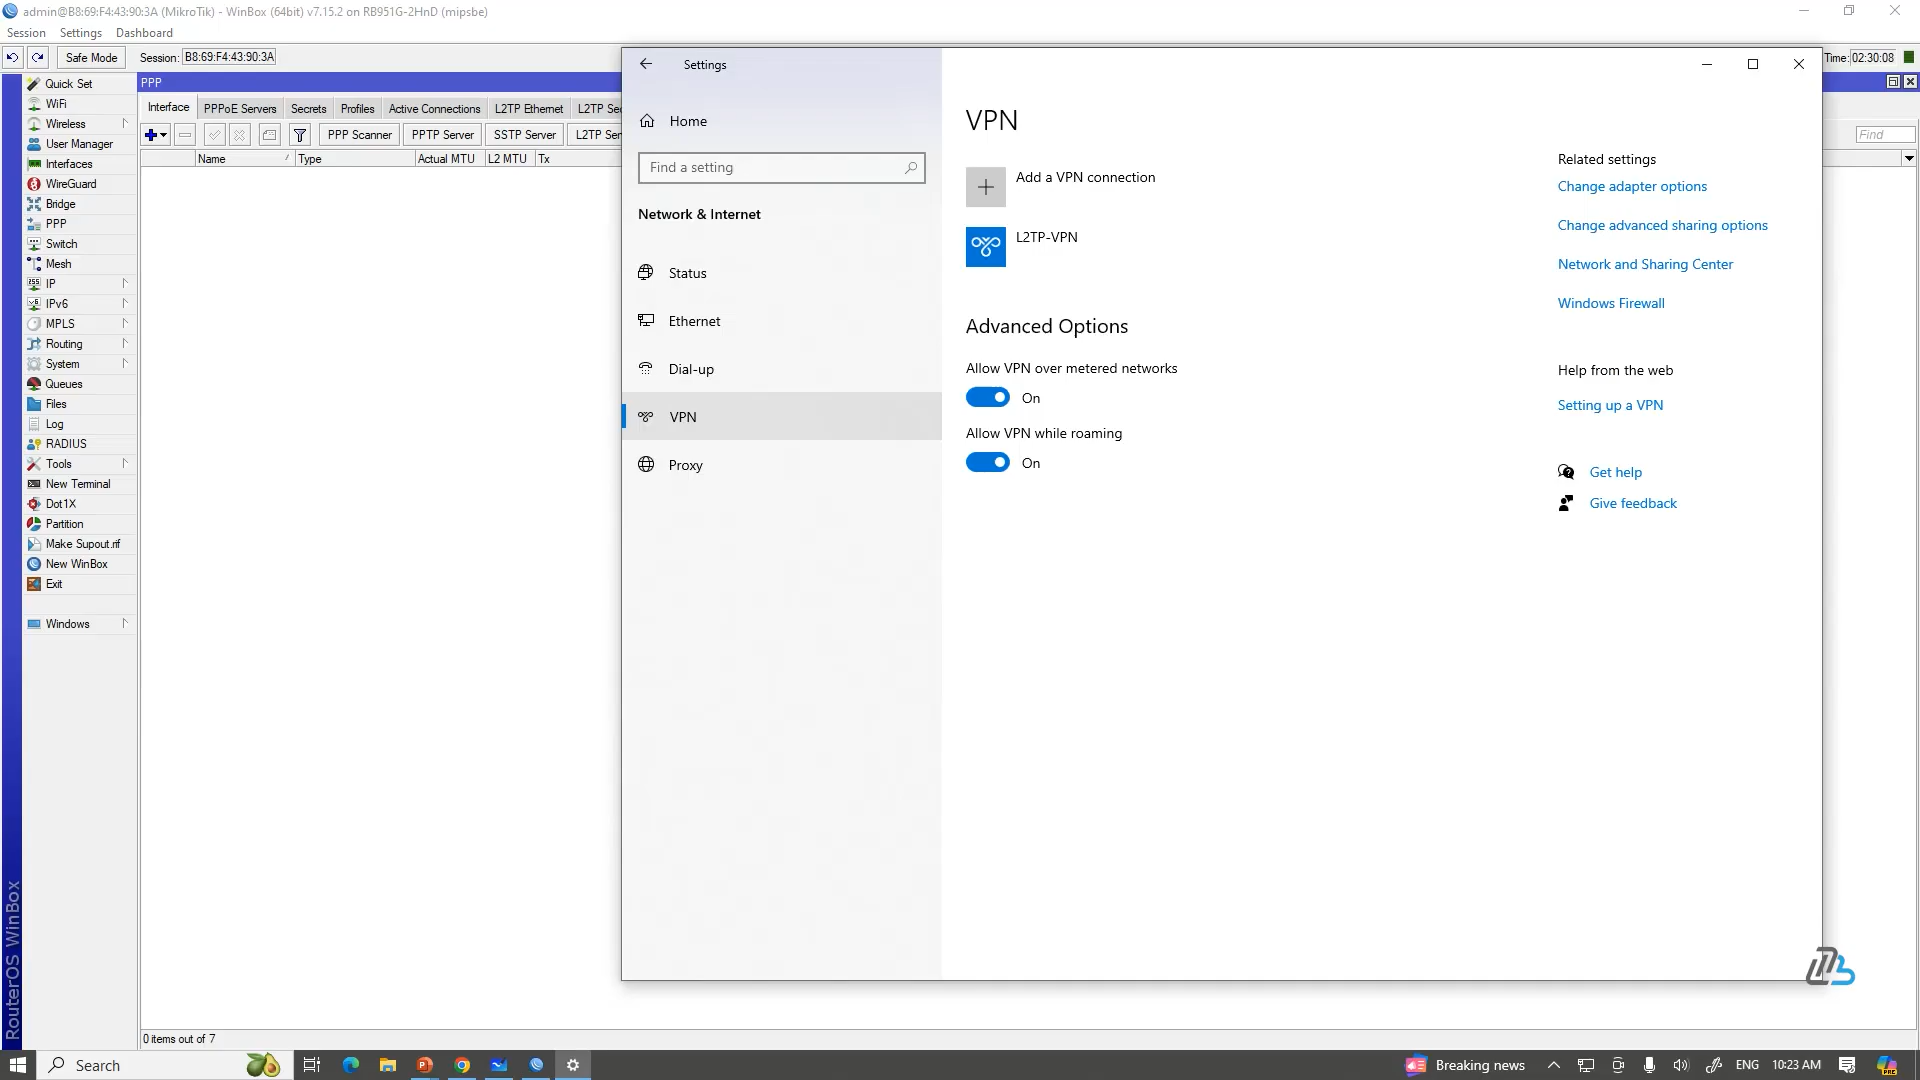 admin@B8:69:F4:43:90:3A (MikroTik) - WinBox (64bit) v7.15.2 on RB951G-2HnD (mipsbe)
Session Settings Dashboard
Safe Mode Session: B8:69:F4:43:90:3A
Time: 02:30:08
Quick Set
WiFi
Wireless
User Manager
Interfaces
WireGuard
Bridge
PPP
Switch
Mesh
IP
IPv6
MPLS
Routing
System
Queues
Files
Log
RADIUS
Tools
New Terminal
Dot1X
Partition
Make Supout.rif
New WinBox
Exit
Windows
RouterOS WinBox
PPP
Interface PPPoE Servers Secrets Profiles Active Connections L2TP Ethernet L2TP Sec
PPP Scanner PPTP Server SSTP Server L2TP Ser
Find
Name Type Actual MTU L2 MTU Tx
0 items out of 7
Settings
Home
Find a setting
Network & Internet
Status
Ethernet
Dial-up
VPN
Proxy
VPN
Add a VPN connection
L2TP-VPN
Advanced Options
Allow VPN over metered networks
On
Allow VPN while roaming
On
Related settings
Change adapter options
Change advanced sharing options
Network and Sharing Center
Windows Firewall
Help from the web
Setting up a VPN
Get help
Give feedback
Search
Breaking news
ENG
10:23 AM